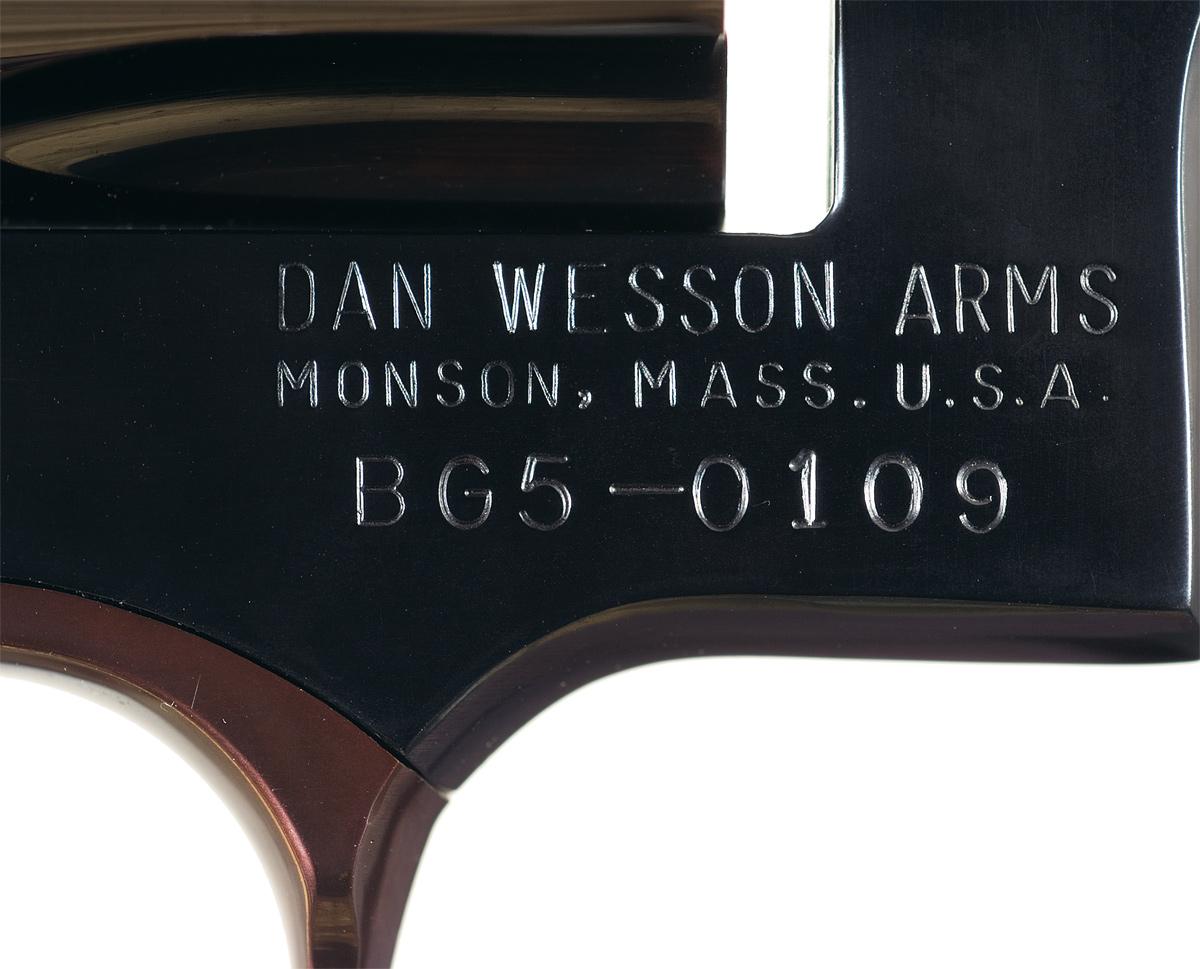 DAN WESSON ARMS
MONSON, MASS. U.S.A.
BG5-0109